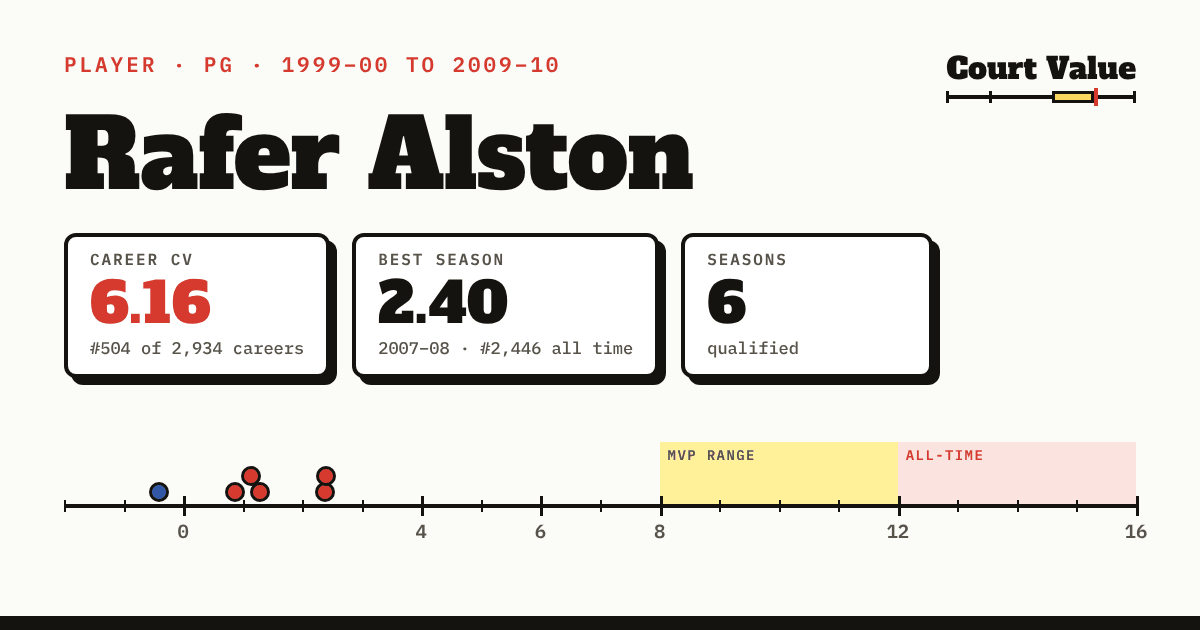 PLAYER · PG · 1999–00 TO 2009–10
Court Value
Rafer Alston
CAREER CV
6.16
#504 of 2,934 careers
BEST SEASON
2.40
2007–08 · #2,446 all time
SEASONS
6
qualified
MVP RANGE
ALL-TIME
0 4 6 8 12 16